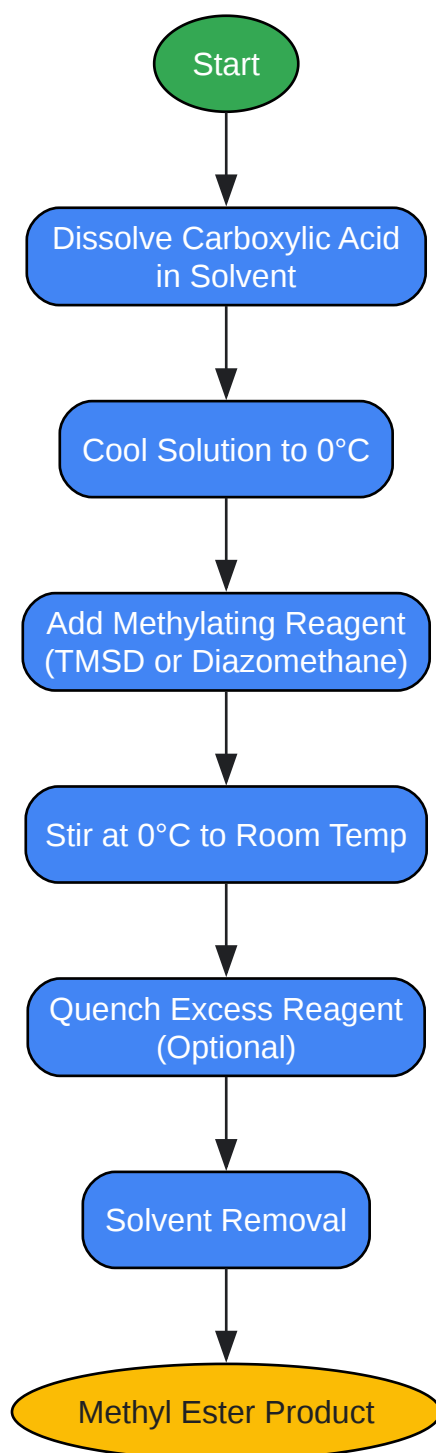 Start
Dissolve Carboxylic Acid
in Solvent
Cool Solution to 0°C
Add Methylating Reagent
(TMSD or Diazomethane)
Stir at 0°C to Room Temp
Quench Excess Reagent
(Optional)
Solvent Removal
Methyl Ester Product